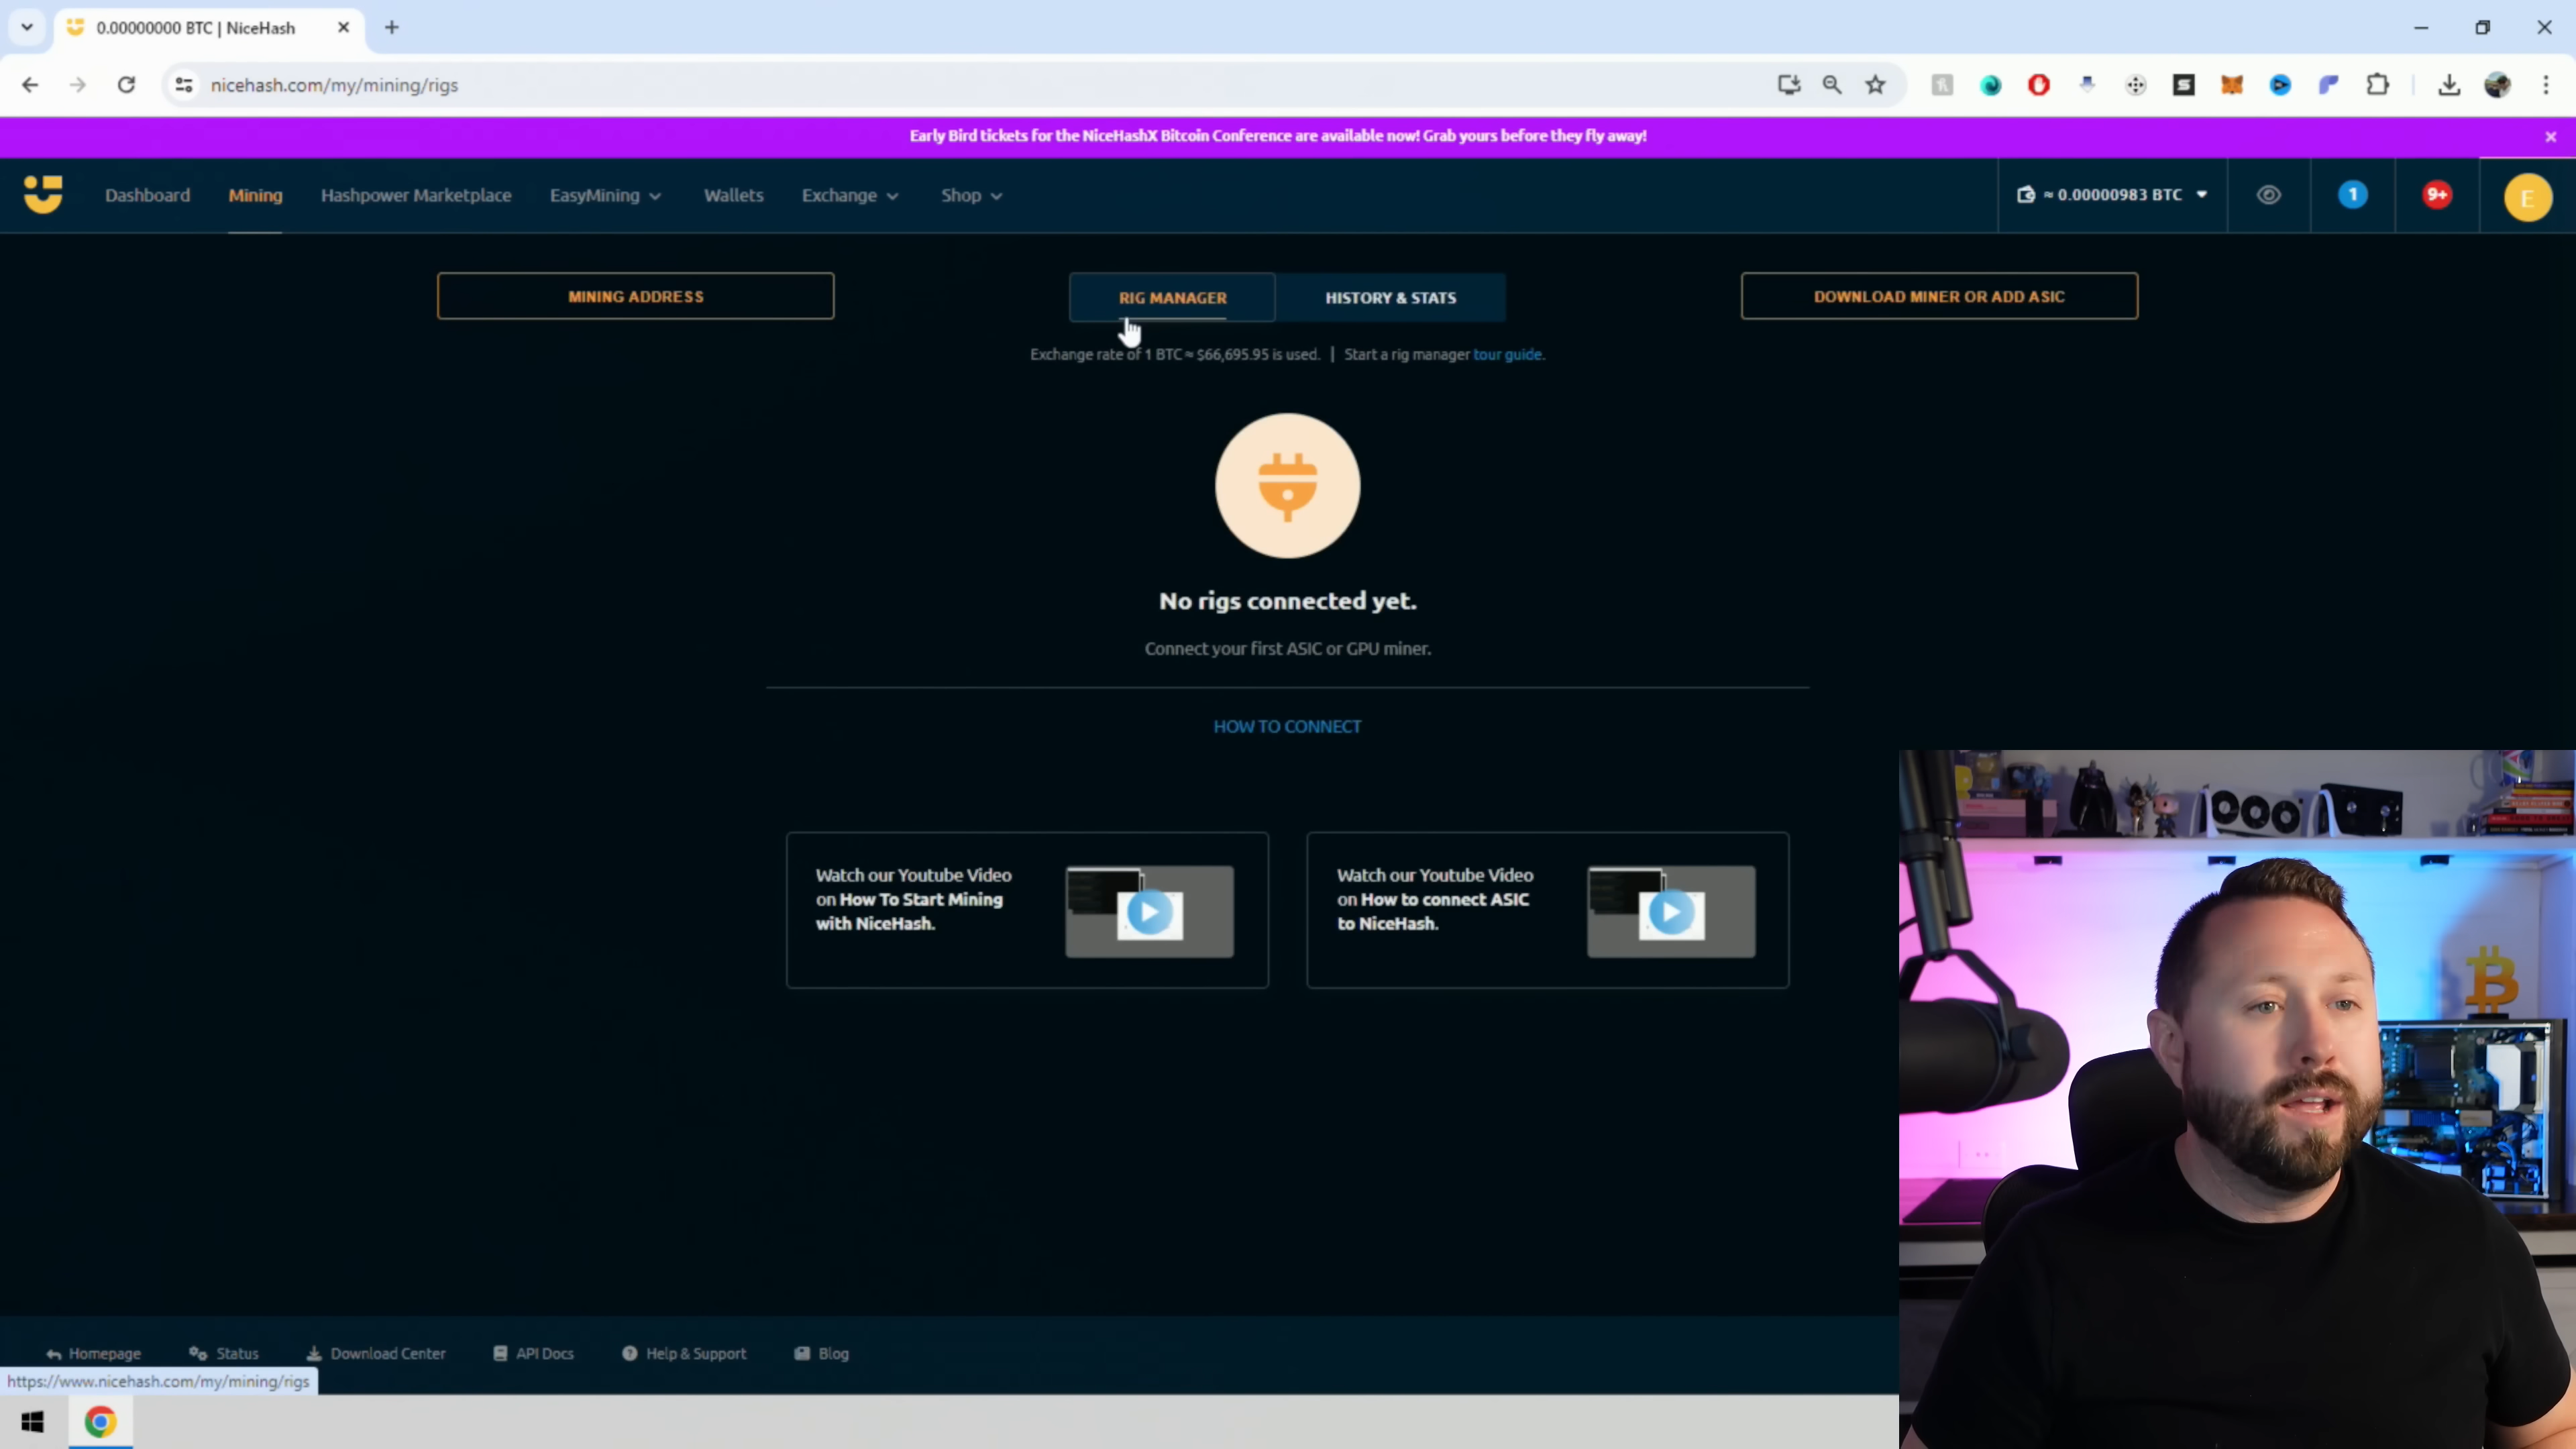 0.00000000 BTC | NiceHash
nicehash.com/my/mining/rigs
Early Bird tickets for the NiceHashX Bitcoin Conference are available now! Grab yours before they fly away!
Dashboard
Mining
Hashpower Marketplace
EasyMining
Wallets
Exchange
Shop
≈ 0.00000983 BTC
1
9+
E
MINING ADDRESS
RIG MANAGER
HISTORY & STATS
DOWNLOAD MINER OR ADD ASIC
Exchange rate of 1 BTC ≈ $66,695.95 is used. | Start a rig manager tour guide.
No rigs connected yet.
Connect your first ASIC or GPU miner.
HOW TO CONNECT
Watch our Youtube Video
on How To Start Mining
with NiceHash.
Watch our Youtube Video
on How to connect ASIC
to NiceHash.
Homepage
Status
Download Center
API Docs
Help & Support
Blog
https://www.nicehash.com/my/mining/rigs